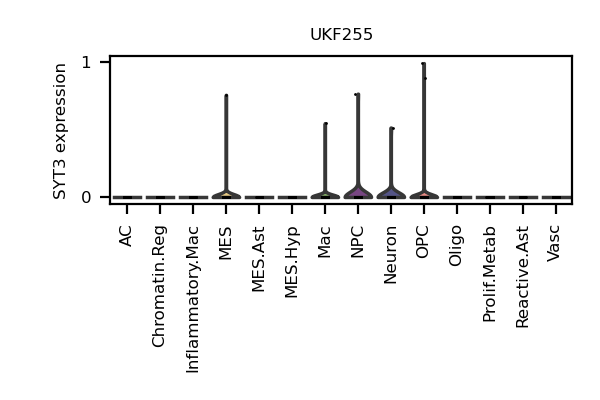 UKF255
SYT3 expression
1
0
AC
Chromatin.Reg
Inflammatory.Mac
MES
MES.Ast
MES.Hyp
Mac
NPC
Neuron
OPC
Oligo
Prolif.Metab
Reactive.Ast
Vasc